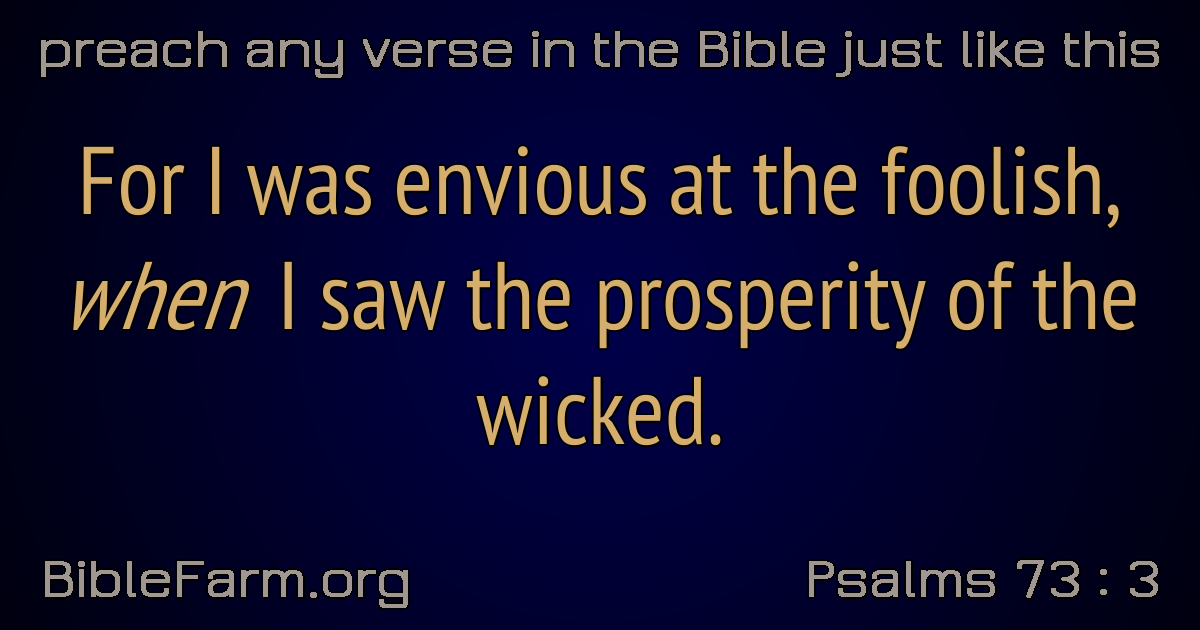 preach any verse in the Bible just like this
For I was envious at the foolish,
when I saw the prosperity of the
wicked.
BibleFarm.org
Psalms 73 : 3